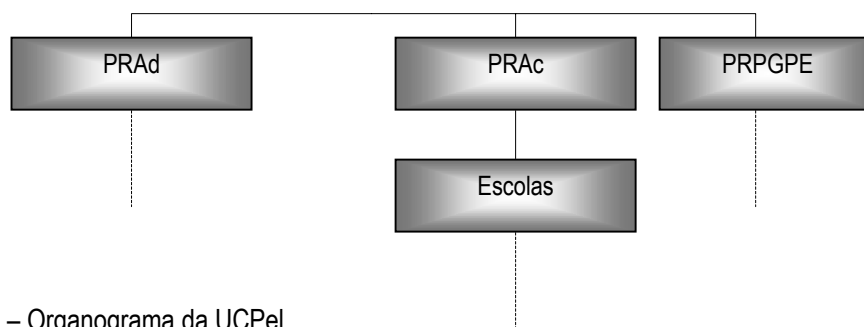 PRAd
PRAc
PRPGPE
Escolas
– Organograma da UCPel